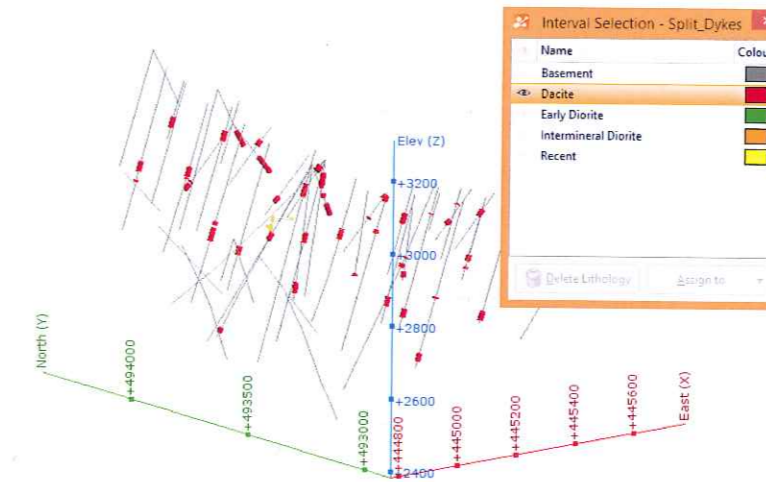 Interval Selection - Split_Dykes
Name
Basement
Dacite
Early Diorite
Intermineral Diorite
Recent
Delete Lithology
Assign to
Elev (Z)
+3200
+3000
+2800
+2600
+2400
North (Y)
+494000
+493500
+493000
+444800
+445000
+445200
+445400
+445600
East (X)